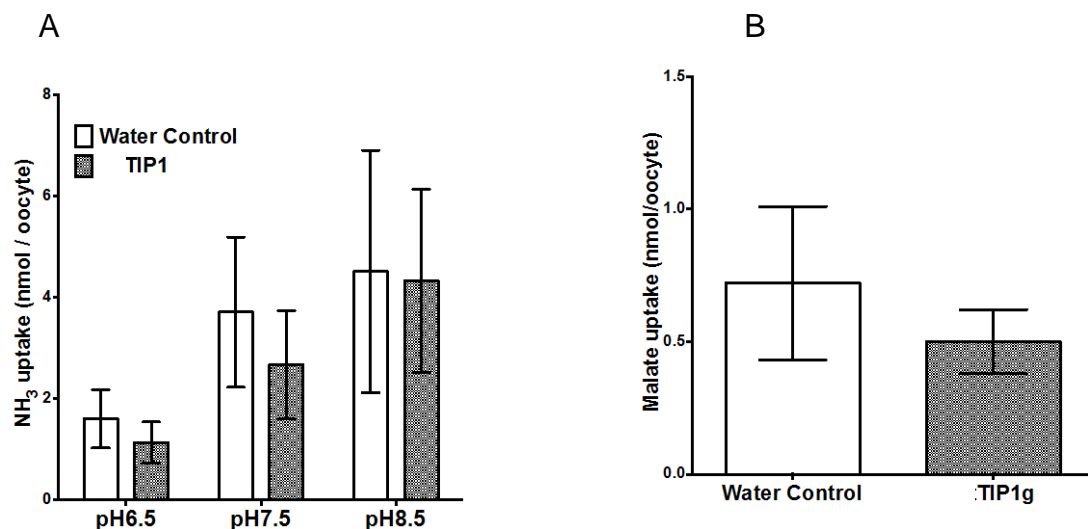 A
B
8
6
4
2
0
NH3 uptake (nmol / oocyte)
Water Control
TIP1
pH6.5 pH7.5 pH8.5
1.5
1.0
0.5
0.0
Malate uptake (nmol/oocyte)
Water Control :TIP1g